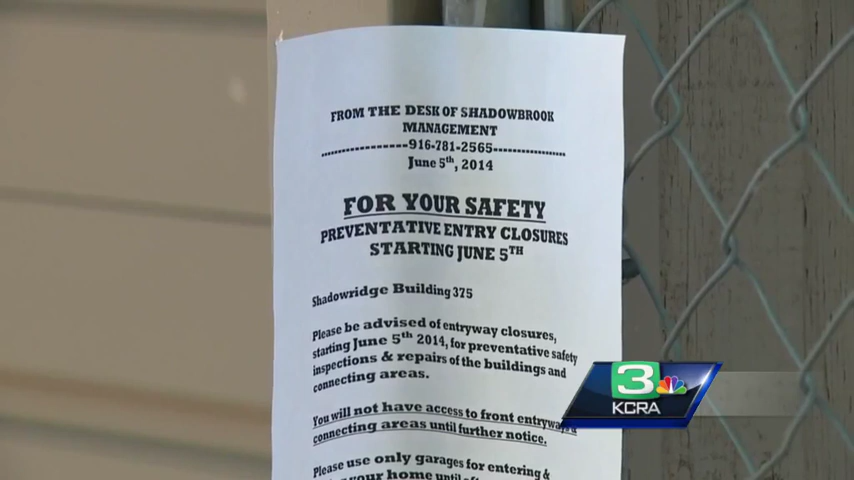 FROM THE DESK OF SHADOWBROOK
MANAGEMENT
-----------------916-781-2565--------------
June 5th, 2014
FOR YOUR SAFETY
PREVENTATIVE ENTRY CLOSURES
STARTING JUNE 5TH
Shadowridge Building 375
Please be advised of entryway closures,
starting June 5th 2014, for preventative safety
inspections & repairs of the buildings and
connecting areas.
You will not have access to front entryways
connecting areas until further notice.
Please use only garages for entering &
your home until
3
KCRA